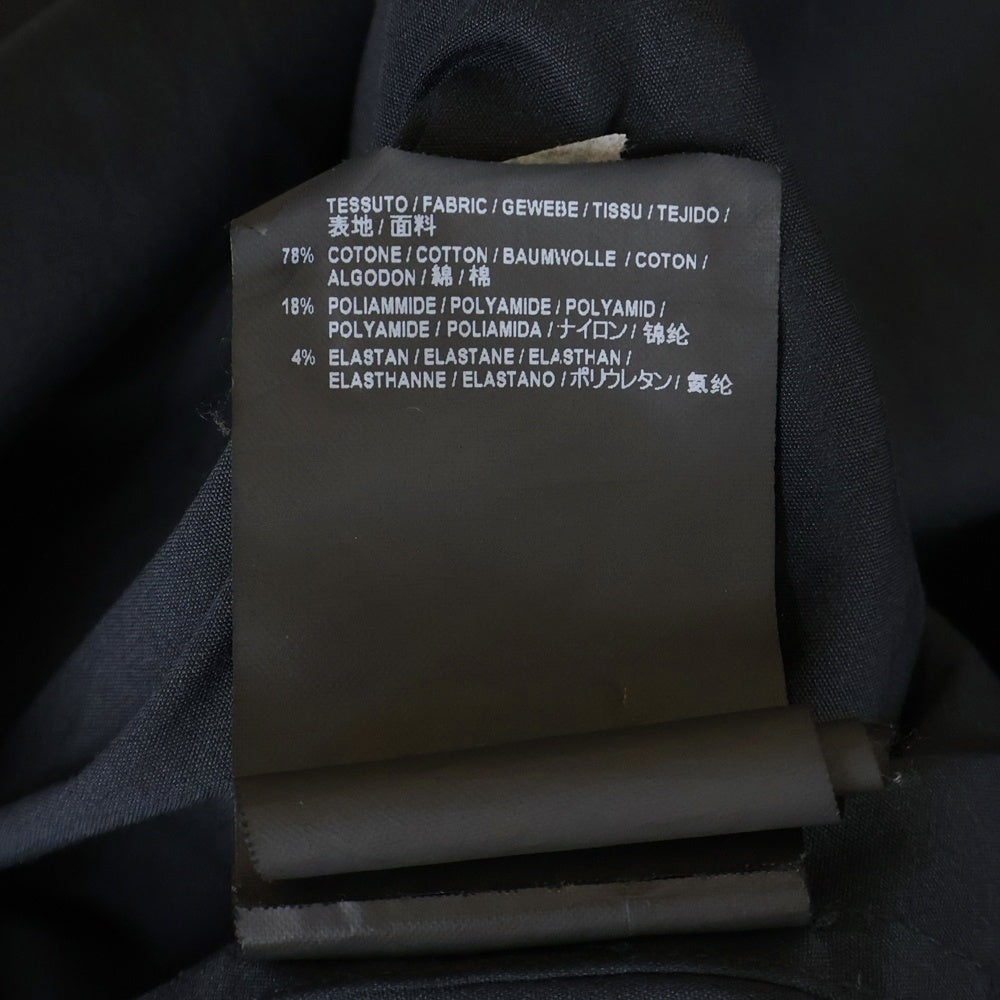 TESSUTO / FABRIC / GEWEBE / TISSU / TEJIDO /
表地 / 面料
78% COTONE / COTTON / BAUMWOLLE / COTON /
ALGODON / 綿 / 棉
18% POLIAMMIDE / POLYAMIDE / POLYAMID /
POLYAMIDE / POLIAMIDA / ナイロン / 锦纶
4% ELASTAN / ELASTANE / ELASTHAN /
ELASTHANNE / ELASTANO / ポリウレタン / 氨纶